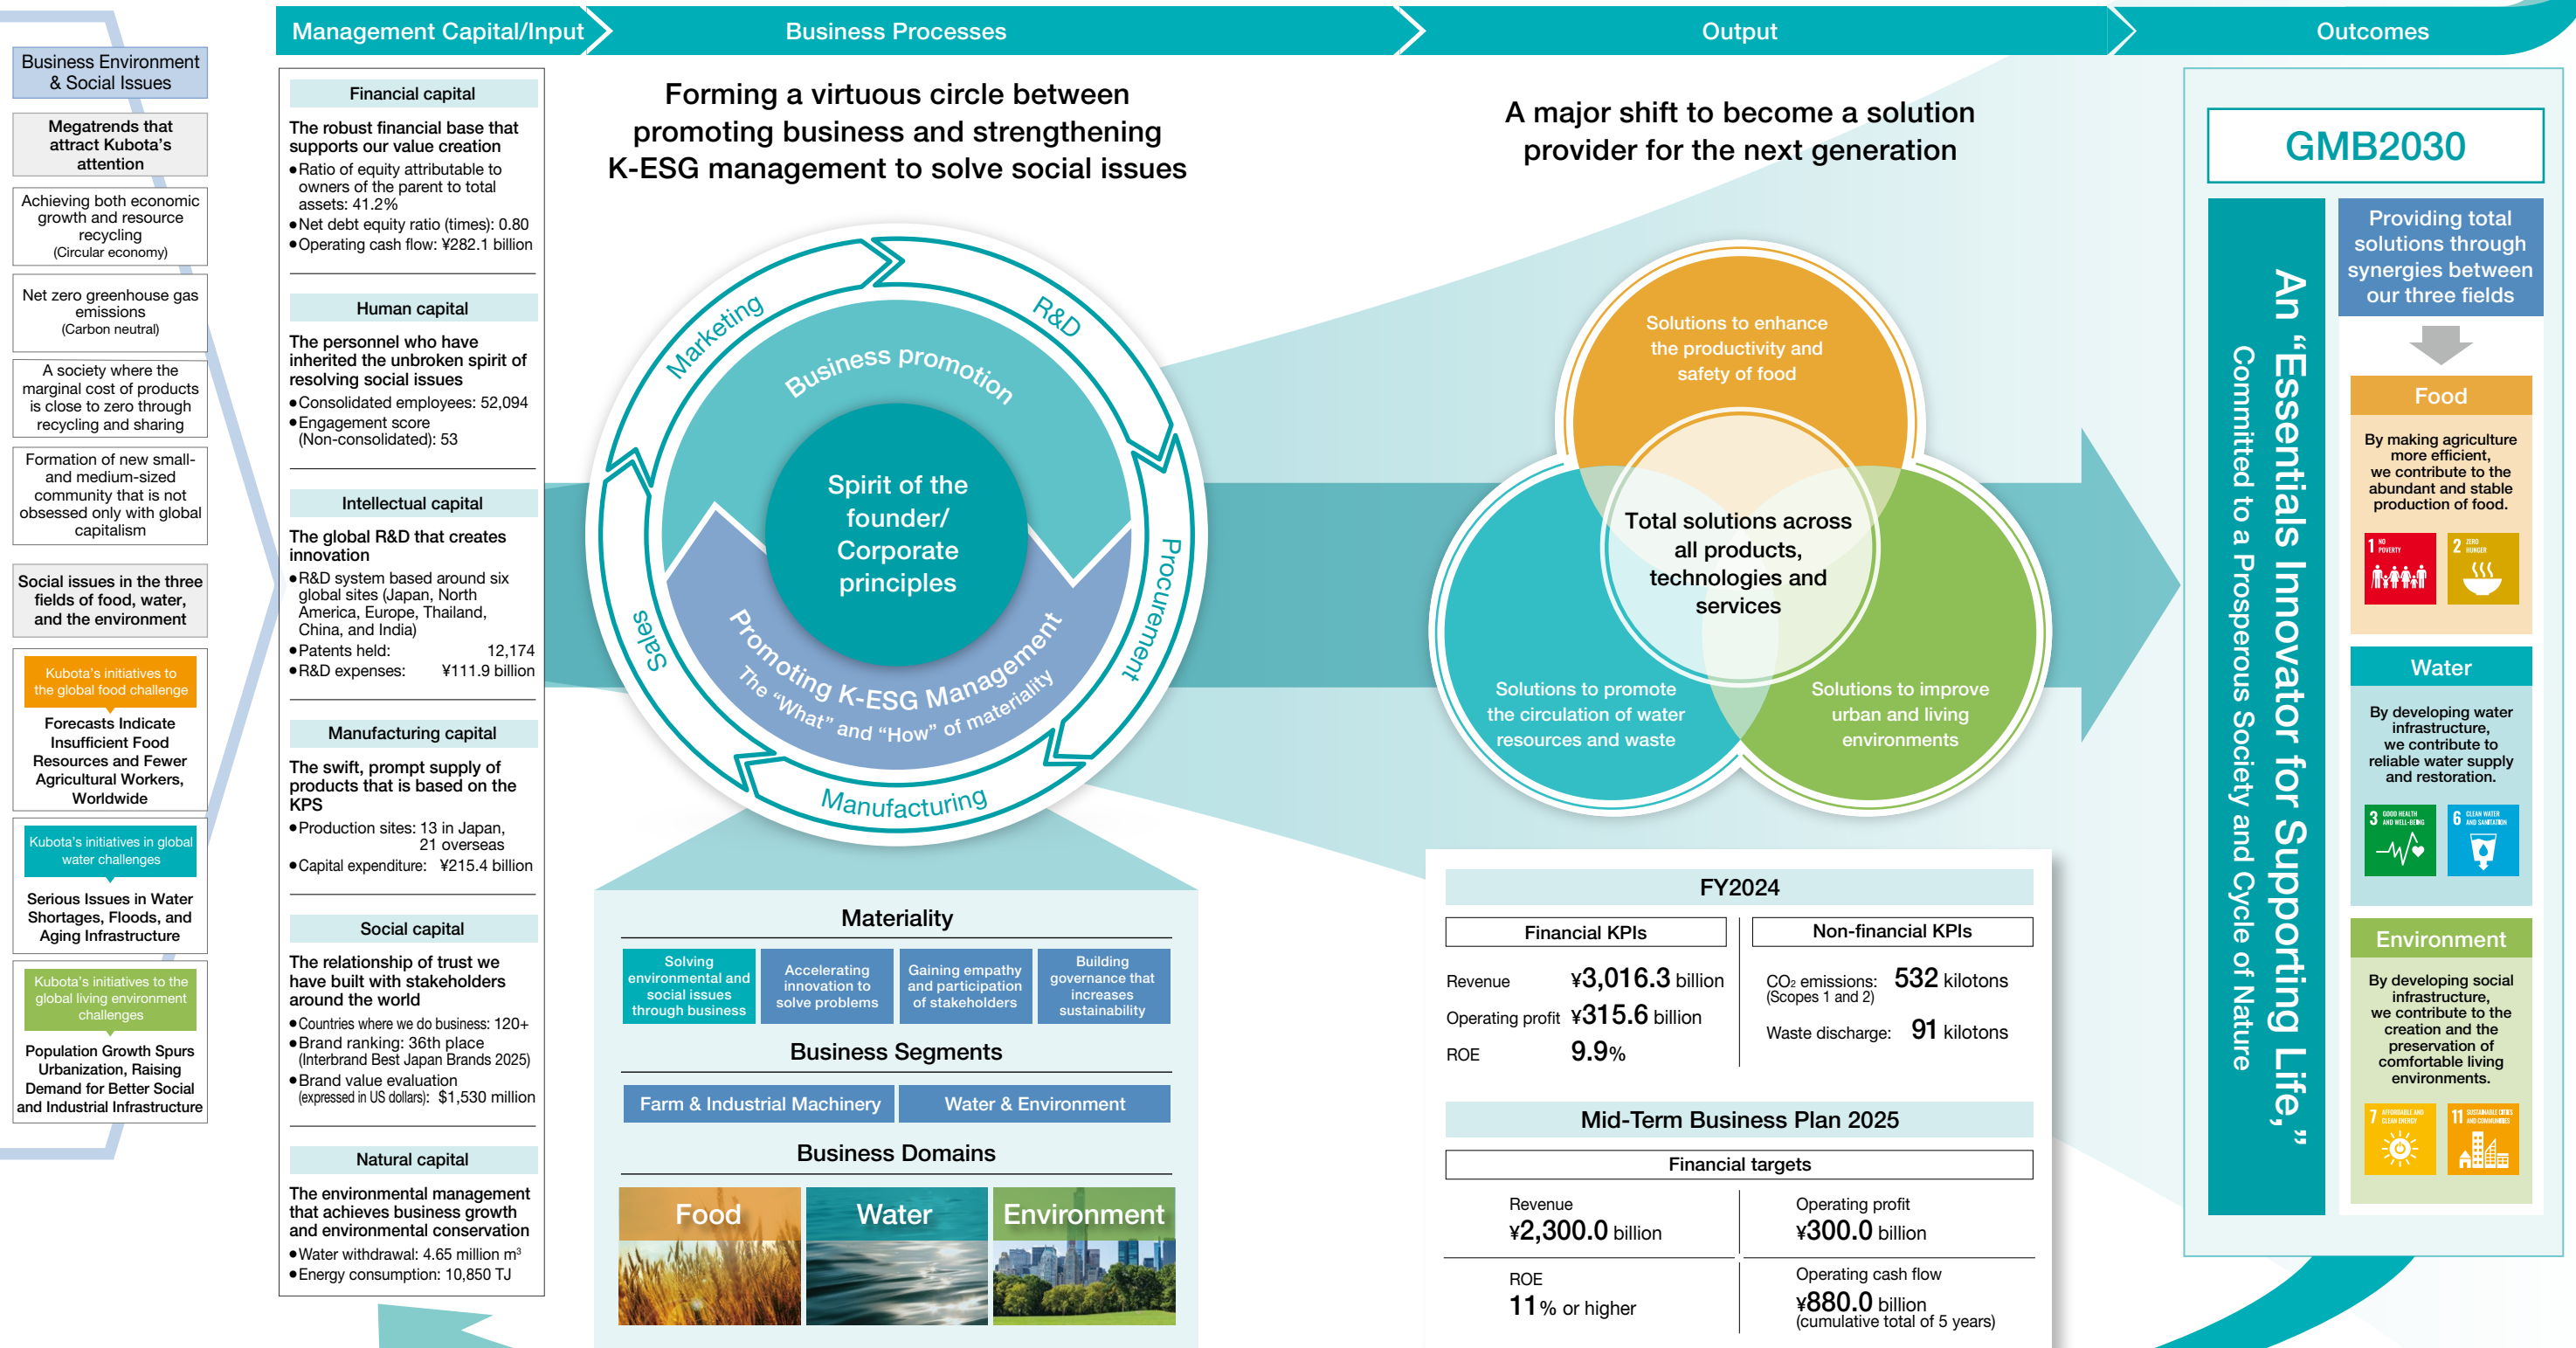 Management Capital/Input
Business Processes
Output
Outcomes
Business Environment
& Social Issues
Megatrends that
attract Kubota's
attention
Achieving both economic
growth and resource
recycling
(Circular economy)
Net zero greenhouse gas
emissions
(Carbon neutral)
A society where the
marginal cost of products
is close to zero through
recycling and sharing
Formation of new small-
and medium-sized
community that is not
obsessed only with global
capitalism
Social issues in the three
fields of food, water,
and the environment
Kubota's initiatives to
the global food challenge
Forecasts Indicate
Insufficient Food
Resources and Fewer
Agricultural Workers,
Worldwide
Kubota's initiatives in global
water challenges
Serious Issues in Water
Shortages, Floods, and
Aging Infrastructure
Kubota's initiatives to the
global living environment
challenges
Population Growth Spurs
Urbanization, Raising
Demand for Better Social
and Industrial Infrastructure
Financial capital
The robust financial base that
supports our value creation
●Ratio of equity attributable to
owners of the parent to total
assets: 41.2%
●Net debt equity ratio (times): 0.80
●Operating cash flow: ¥282.1 billion
Human capital
The personnel who have
inherited the unbroken spirit of
resolving social issues
●Consolidated employees: 52,094
●Engagement score
(Non-consolidated): 53
Intellectual capital
The global R&D that creates
innovation
●R&D system based around six
global sites (Japan, North
America, Europe, Thailand,
China, and India)
●Patents held: 12,174
●R&D expenses: ¥111.9 billion
Manufacturing capital
The swift, prompt supply of
products that is based on the
KPS
●Production sites: 13 in Japan,
21 overseas
●Capital expenditure: ¥215.4 billion
Social capital
The relationship of trust we
have built with stakeholders
around the world
●Countries where we do business: 120+
●Brand ranking: 36th place
(Interbrand Best Japan Brands 2025)
●Brand value evaluation
(expressed in US dollars): $1,530 million
Natural capital
The environmental management
that achieves business growth
and environmental conservation
●Water withdrawal: 4.65 million m³
●Energy consumption: 10,850 TJ
Forming a virtuous circle between
promoting business and strengthening
K-ESG management to solve social issues
Marketing
R&D
Procurement
Manufacturing
Sales
Business promotion
Spirit of the
founder/
Corporate
principles
Promoting K-ESG Management
The “What” and “How” of materiality
Materiality
Solving
environmental and
social issues
through business
Accelerating
innovation to
solve problems
Gaining empathy
and participation
of stakeholders
Building
governance that
increases
sustainability
Business Segments
Farm & Industrial Machinery
Water & Environment
Business Domains
Food
Water
Environment
A major shift to become a solution
provider for the next generation
Solutions to enhance
the productivity and
safety of food
Total solutions across
all products,
technologies and
services
Solutions to promote
the circulation of water
resources and waste
Solutions to improve
urban and living
environments
FY2024
Financial KPIs
Revenue ¥3,016.3 billion
Operating profit ¥315.6 billion
ROE 9.9%
Non-financial KPIs
CO₂ emissions: 532 kilotons
(Scopes 1 and 2)
Waste discharge: 91 kilotons
Mid-Term Business Plan 2025
Financial targets
Revenue
¥2,300.0 billion
Operating profit
¥300.0 billion
ROE
11% or higher
Operating cash flow
¥880.0 billion
(cumulative total of 5 years)
GMB2030
An “Essentials Innovator for Supporting Life,”
Committed to a Prosperous Society and Cycle of Nature
Providing total
solutions through
synergies between
our three fields
Food
By making agriculture
more efficient,
we contribute to the
abundant and stable
production of food.
1 NO
POVERTY
2 ZERO
HUNGER
Water
By developing water
infrastructure,
we contribute to
reliable water supply
and restoration.
3 GOOD HEALTH
AND WELL-BEING
6 CLEAN WATER
AND SANITATION
Environment
By developing social
infrastructure,
we contribute to the
creation and the
preservation of
comfortable living
environments.
7 AFFORDABLE AND
CLEAN ENERGY
11 SUSTAINABLE CITIES
AND COMMUNITIES